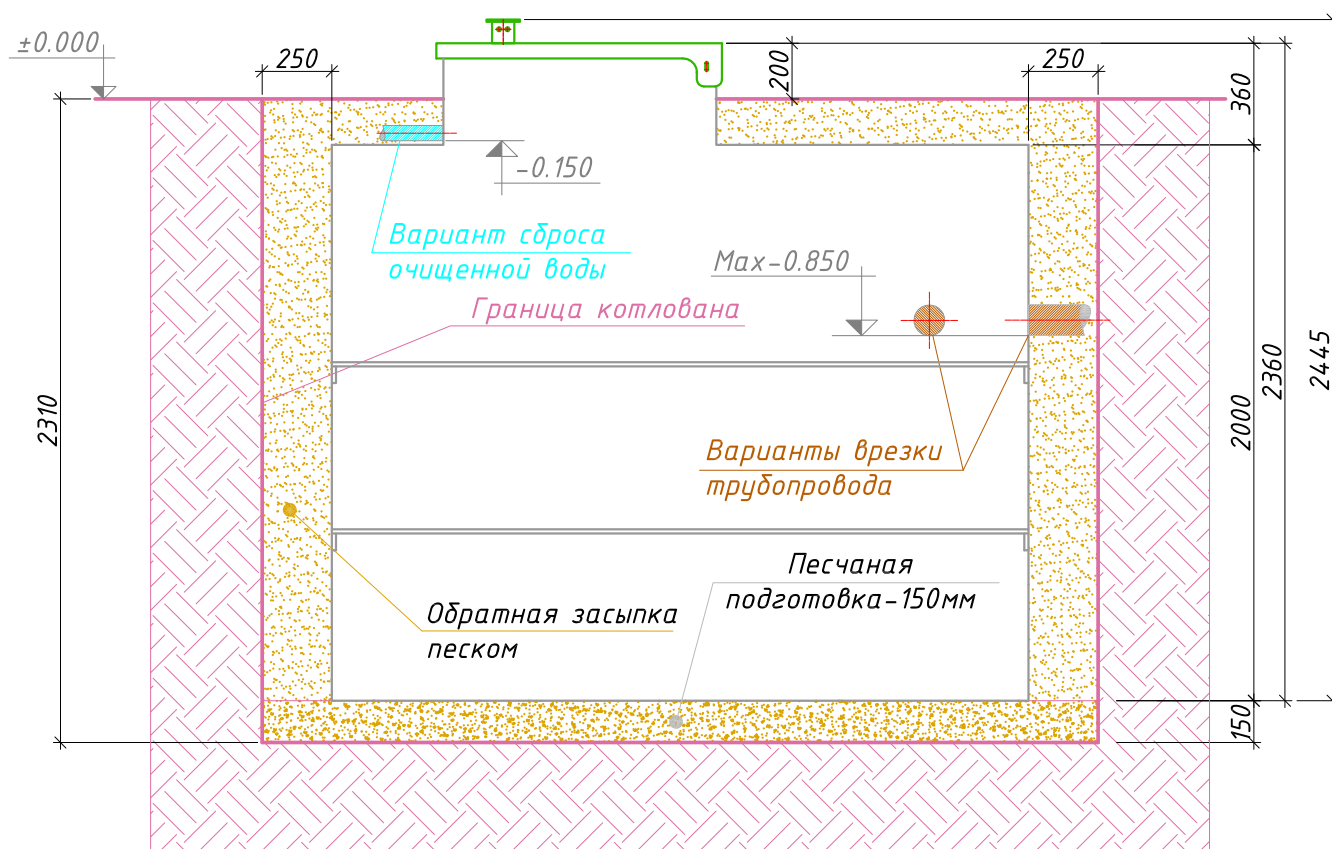 ±0.000
250
200
250
360
-0.150
Вариант сброса
очищенной воды
Max-0.850
Граница котлована
2310
2445
2360
2000
Варианты врезки
трубопровода
Песчаная
подготовка-150мм
Обратная засыпка
песком
150